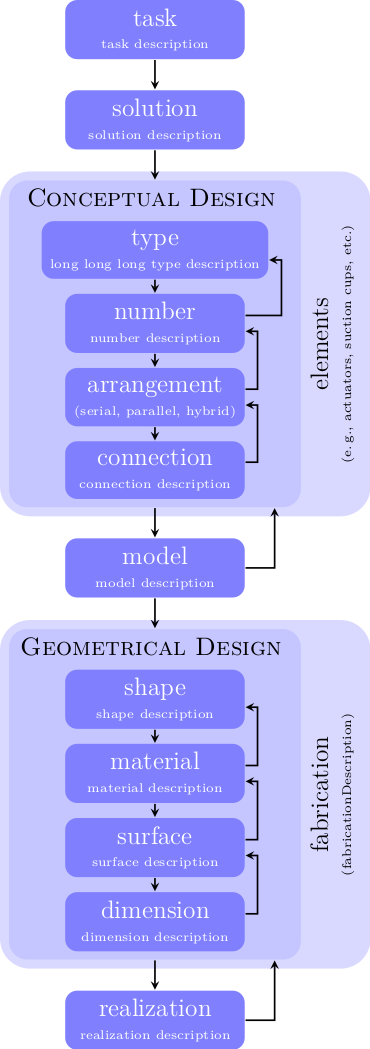 task
task description
solution
solution description
CONCEPTUAL DESIGN
type
long long long type description
number
number description
arrangement
(serial, parallel, hybrid)
connection
connection description
elements
(e. g., actuators, suction cups, etc.)
model
model description
GEOMETRICAL DESIGN
shape
shape description
material
material description
surface
surface description
dimension
dimension description
fabrication
(fabricationDescription)
realization
realization description